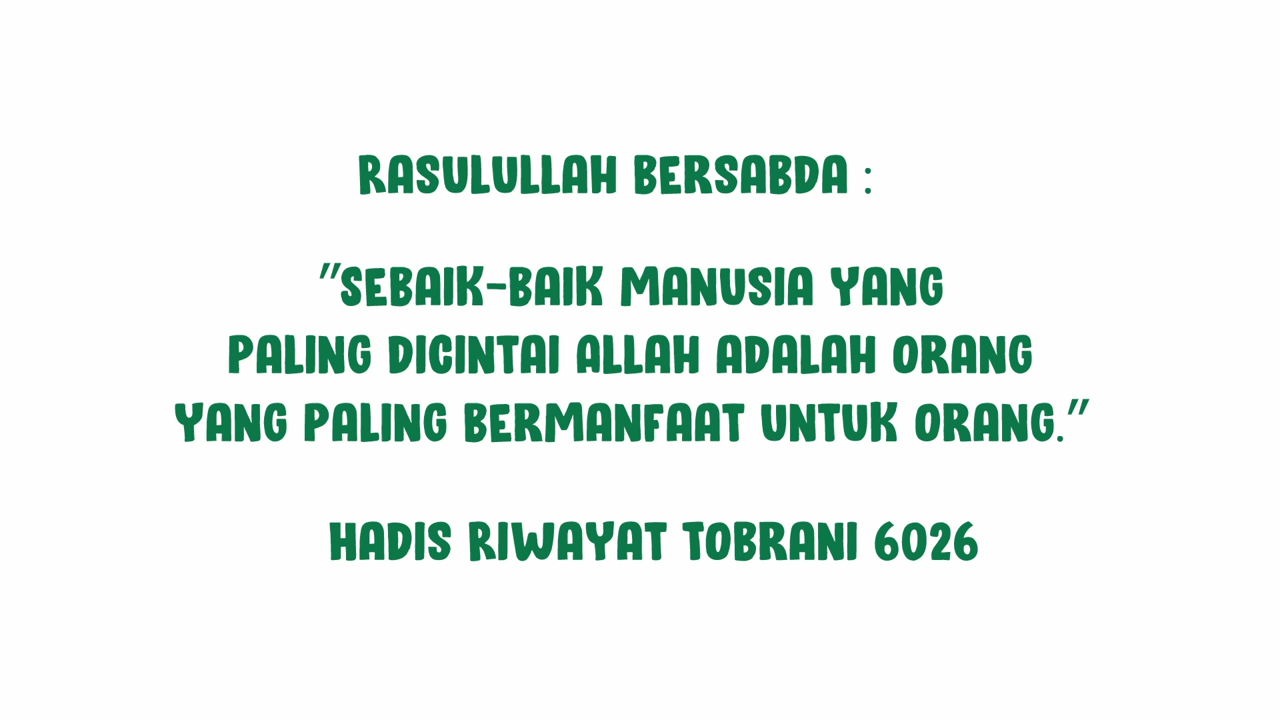 RASULULLAH BERSABDA :
"SEBAIK-BAIK MANUSIA YANG
PALING DICINTAI ALLAH ADALAH ORANG
YANG PALING BERMANFAAT UNTUK ORANG."
HADIS RIWAYAT TOBRANI 6026